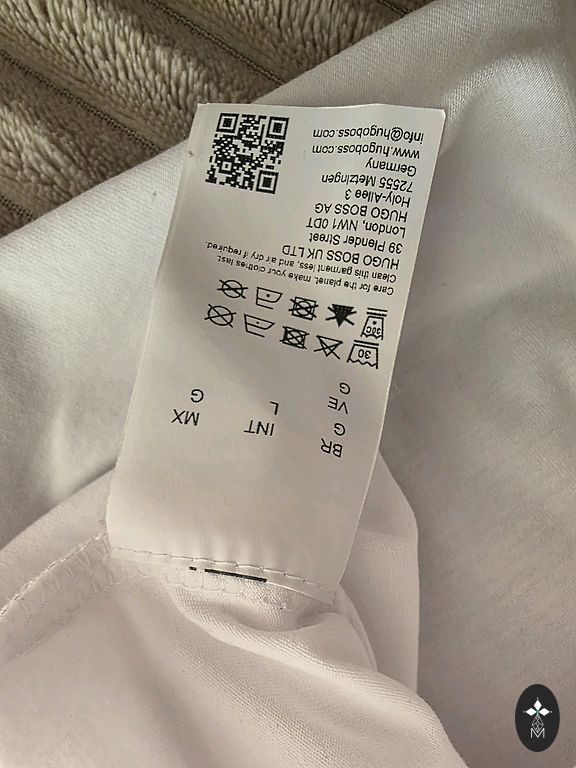 BR
G
VE
G
INT
L
MX
G
30
30C
Care for the planet, make your clothes last.
Clean this garment less, and air dry if required.
HUGO BOSS UK LTD
39 Plender Street
London, NW1 0DT
HUGO BOSS AG
Holy-Allee 3
72555 Metzingen
Germany
www.hugoboss.com
info@hugoboss.com
M